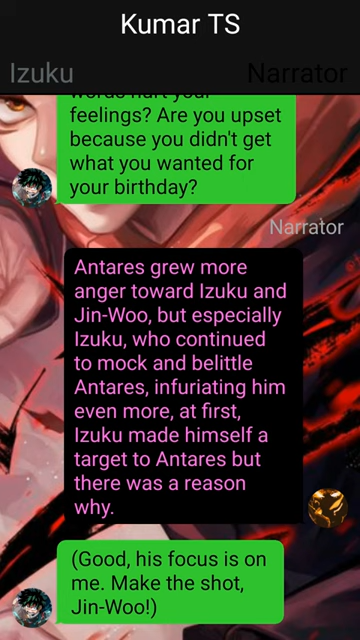 Kumar TS
Izuku
Narrator
words hurt your
feelings? Are you upset
because you didn't get
what you wanted for
your birthday?
Narrator
Antares grew more
anger toward Izuku and
Jin-Woo, but especially
Izuku, who continued
to mock and belittle
Antares, infuriating him
even more, at first,
Izuku made himself a
target to Antares but
there was a reason
why.
(Good, his focus is on
me. Make the shot,
Jin-Woo!)